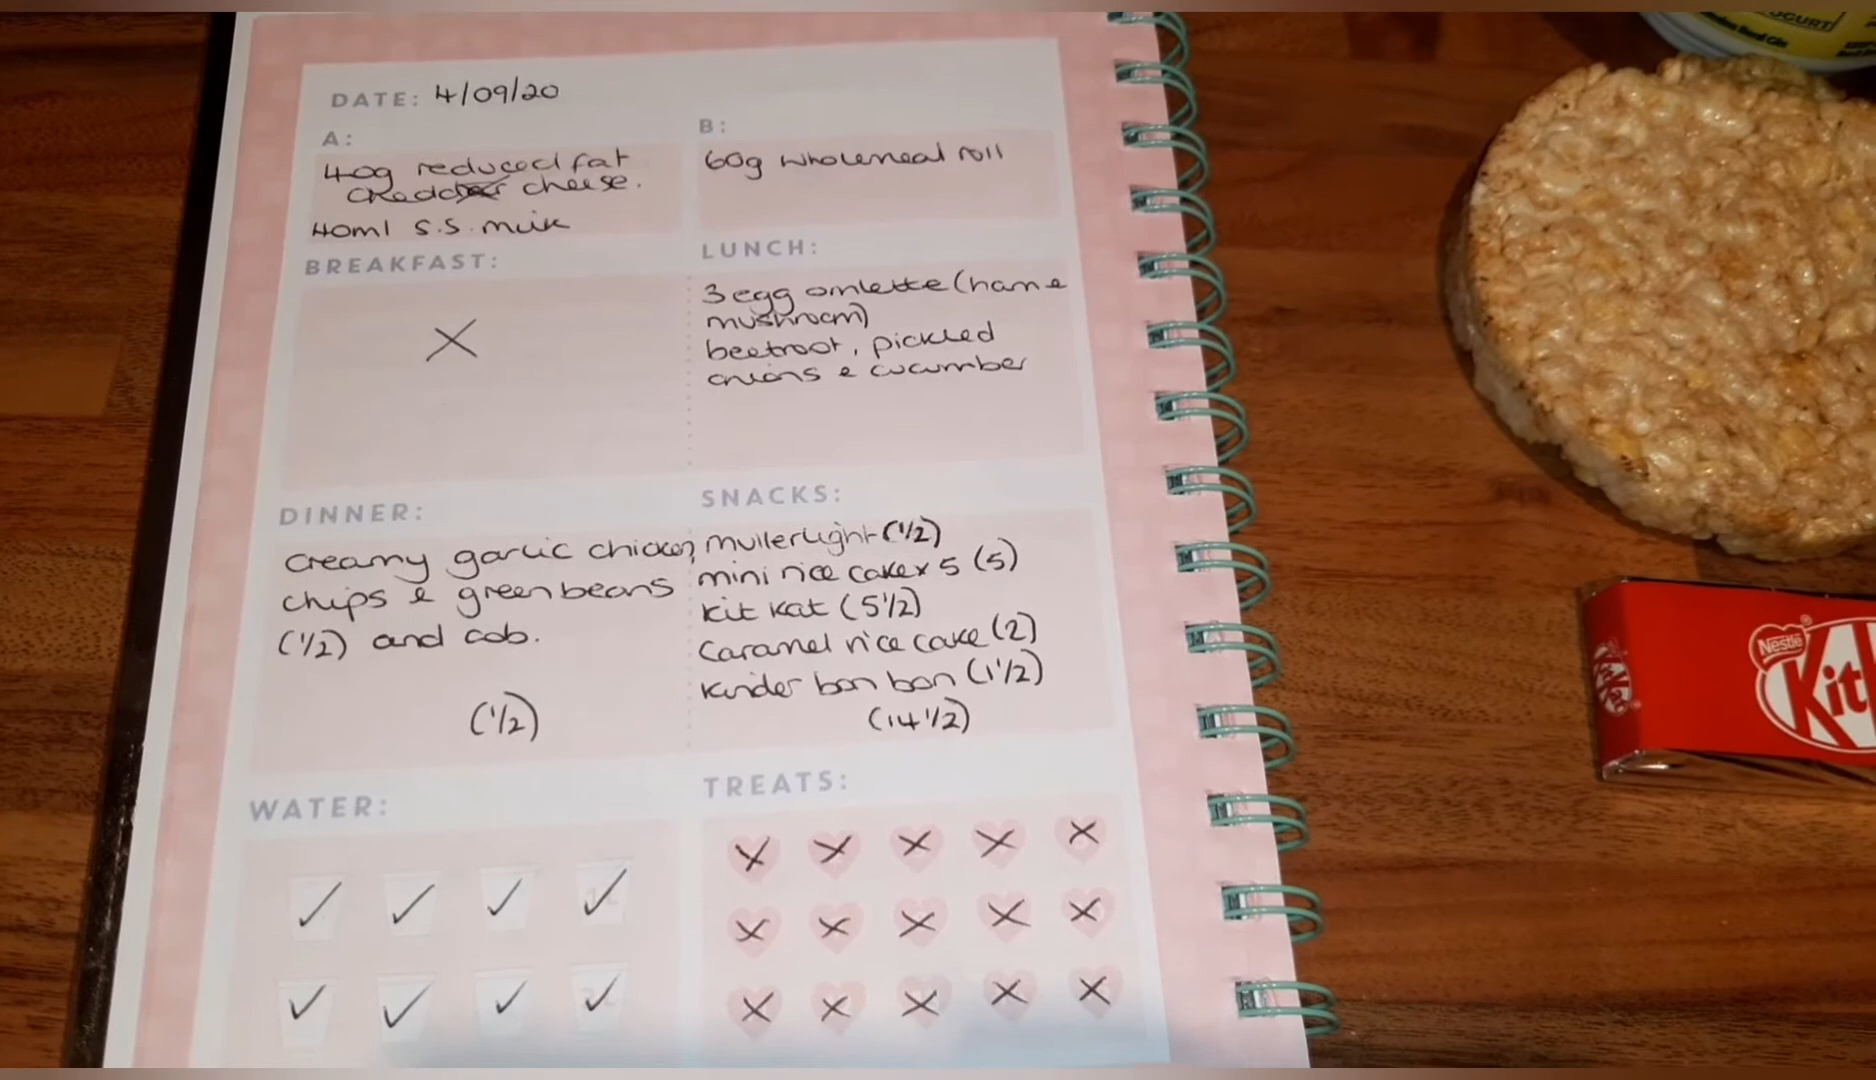 DATE: 4/09/20
A:
40g reduced fat
cheese.
40ml s.s. milk
B:
60g wholemeal roll
BREAKFAST:
LUNCH:
3 egg omlette (ham &
mushroom)
beetroot, pickled
onions & cucumber
DINNER:
creamy garlic chicken,
chips & green beans
(1/2) and cob.
(1/2)
SNACKS:
mullerlight (1/2)
mini rice cake x 5 (5)
kit kat (5 1/2)
caramel rice cake (2)
kinder bon bon (1 1/2)
(14 1/2)
WATER:
TREATS:
YOGURT
Nestlé
KitKat
Kit